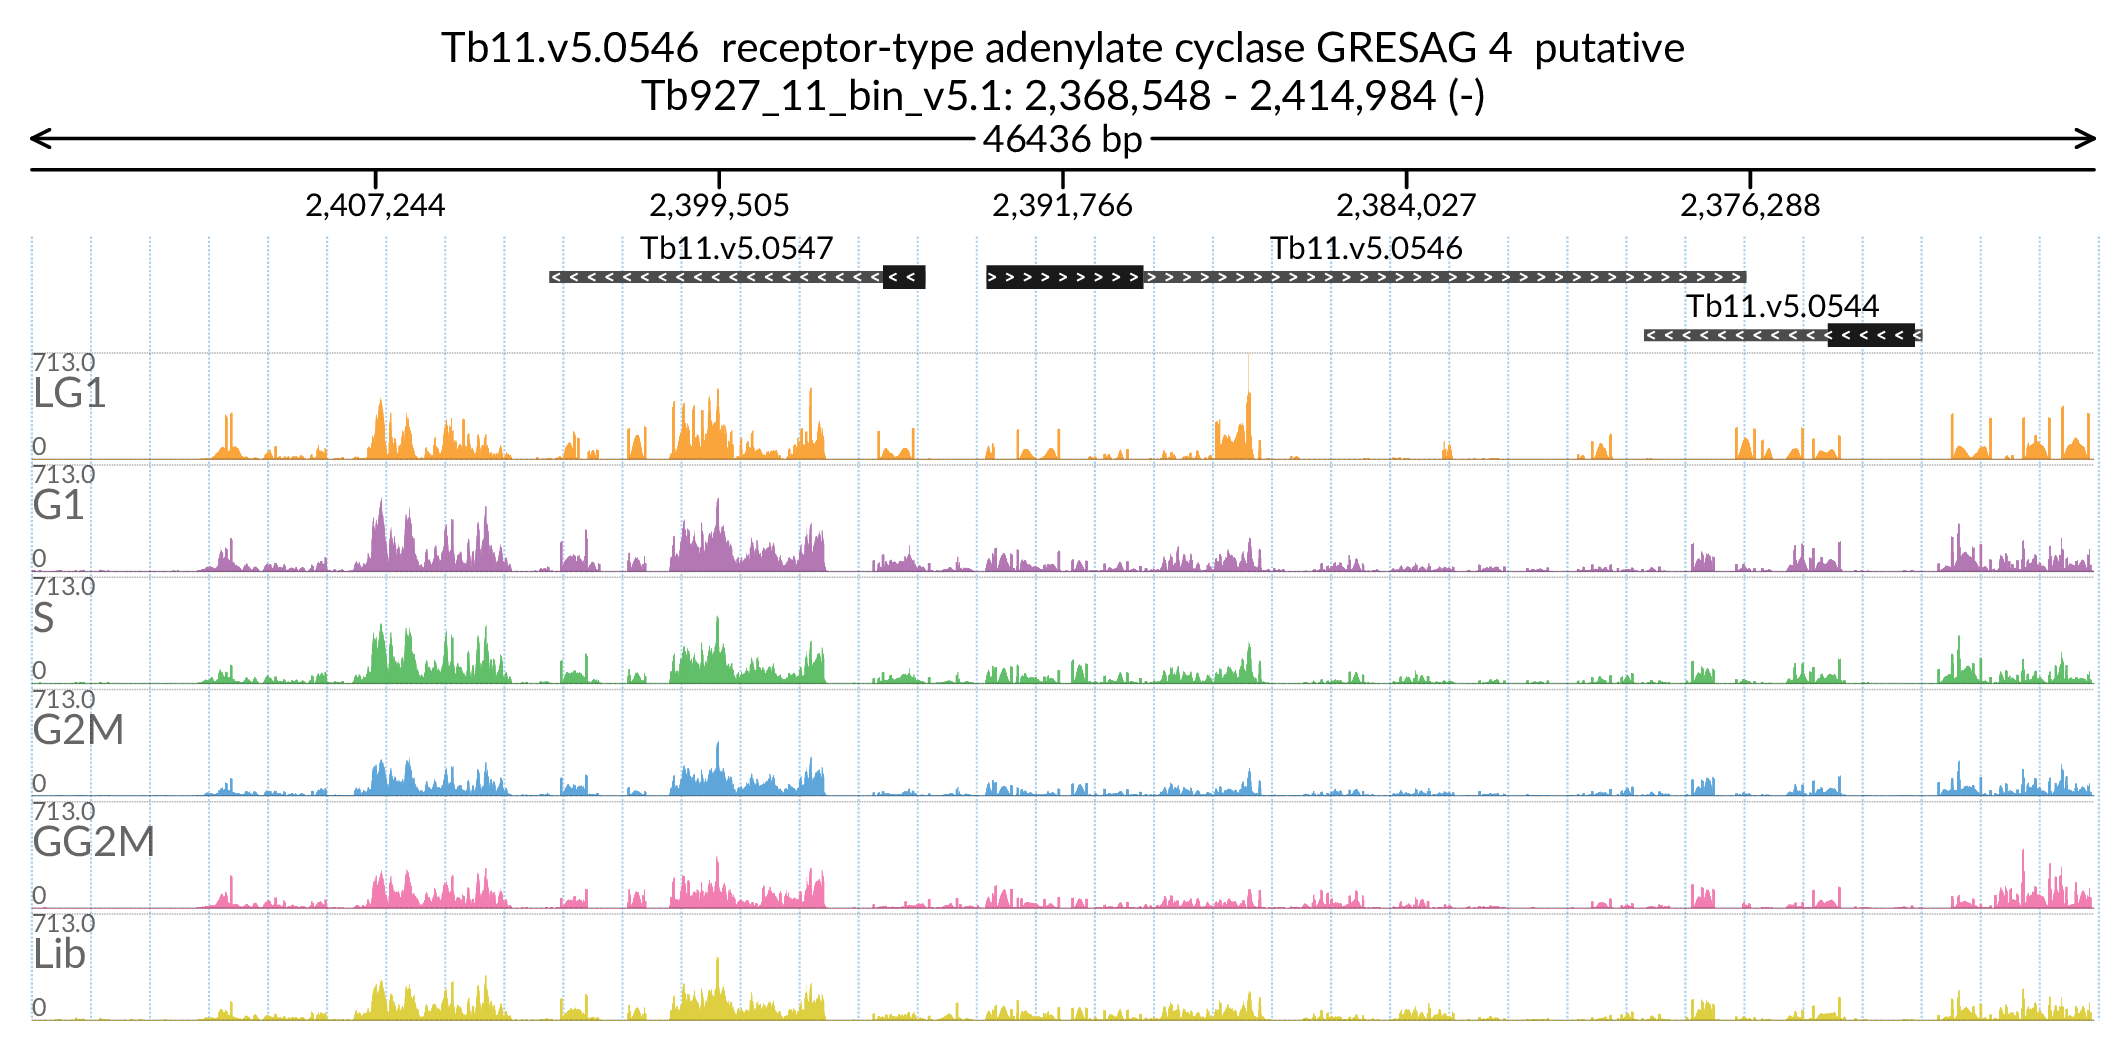 Tb11.v5.0546 receptor-type adenylate cyclase GRESAG 4 putative
Tb927_11_bin_v5.1: 2,368,548 - 2,414,984 (-)
46436 bp
2,407,244 2,399,505 2,391,766 2,384,027 2,376,288
Tb11.v5.0547 Tb11.v5.0546
Tb11.v5.0544
713.0
LG1
0
713.0
G1
0
713.0
S
0
713.0
G2M
0
713.0
GG2M
0
713.0
Lib
0